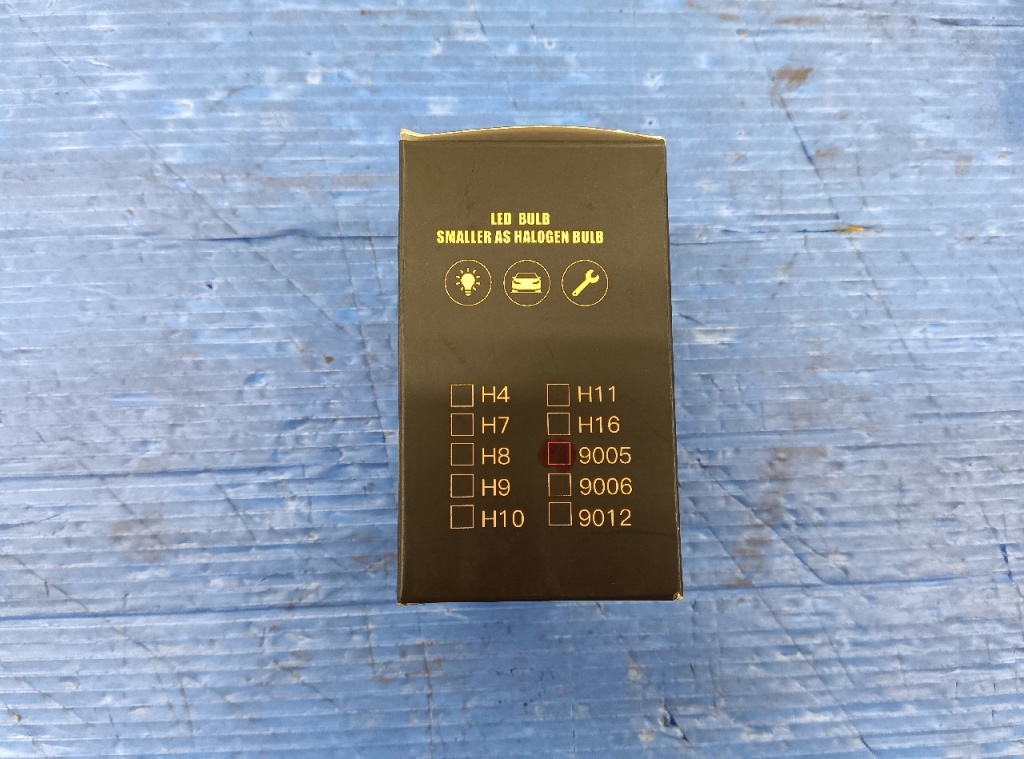 LED BULB
SMALLER AS HALOGEN BULB
H4
H7
H8
H9
H10
H11
H16
9005
9006
9012